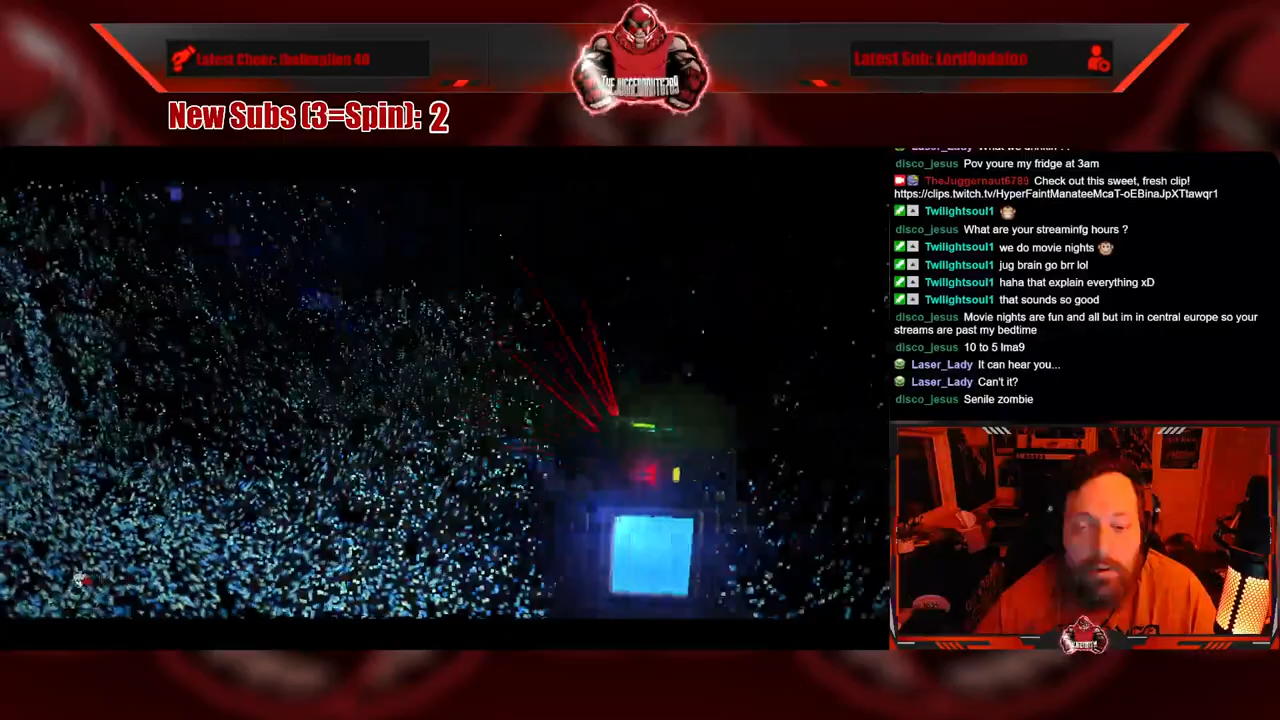 Latest Cheer: ibolimation 40
Latest Sub: LordOodaloo
THEJUGGERNAUT6789
New Subs (3=Spin): 2
disco_jesus Pov youre my fridge at 3am
TheJuggernaut6789 Check out this sweet, fresh clip!
https://clips.twitch.tv/HyperFaintManateeMcaT-oEBinaJpXTtawqr1
Twilightsoul1
disco_jesus What are your streaminfg hours ?
Twilightsoul1 we do movie nights
Twilightsoul1 jug brain go brr lol
Twilightsoul1 haha that explain everything xD
Twilightsoul1 that sounds so good
disco_jesus Movie nights are fun and all but im in central europe so your
streams are past my bedtime
disco_jesus 10 to 5 lma9
Laser_Lady It can hear you...
Laser_Lady Can't it?
disco_jesus Senile zombie